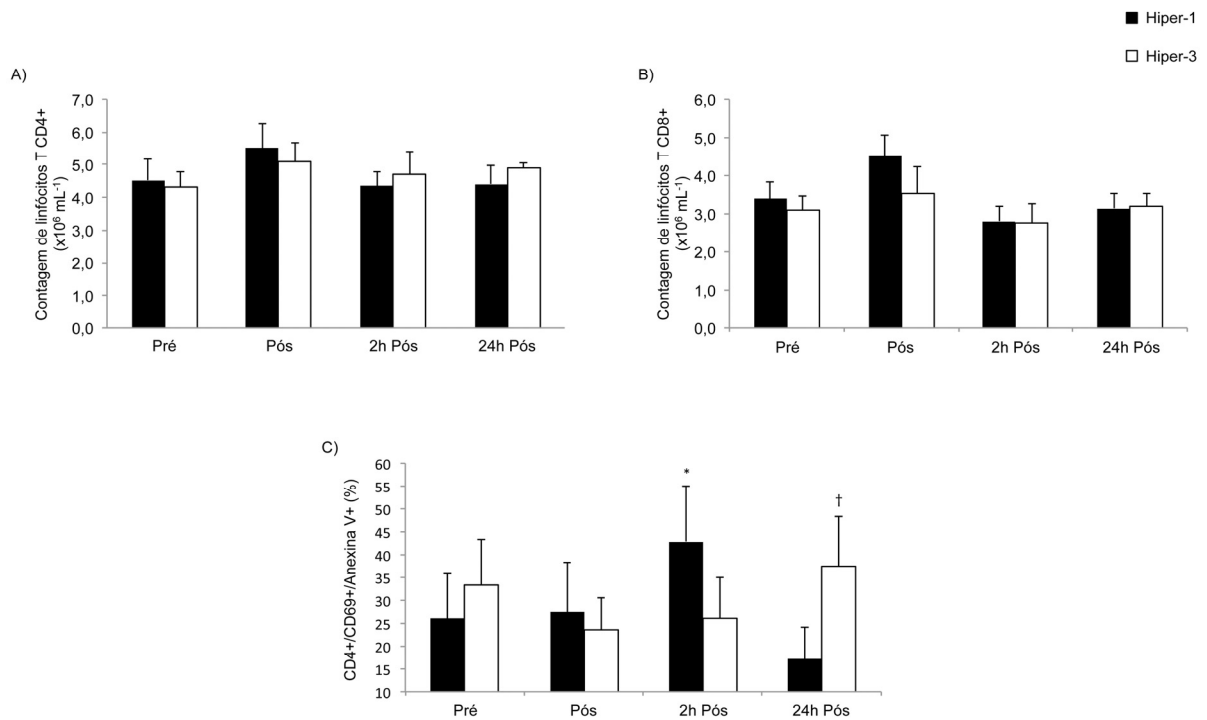 Hiper-1
Hiper-3
A)
Contagem de linfócitos T CD4+
(x10⁶ mL⁻¹)
7,0
6,0
5,0
4,0
3,0
2,0
1,0
0,0
Pré Pós 2h Pós 24h Pós
B)
Contagem de linfócitos T CD8+
(x10⁶ mL⁻¹)
6,0
5,0
4,0
3,0
2,0
1,0
0,0
Pré Pós 2h Pós 24h Pós
C)
CD4+/CD69+/Anexina V+ (%)
60
55
50
45
40
35
30
25
20
15
10
*
†
Pré Pós 2h Pós 24h Pós